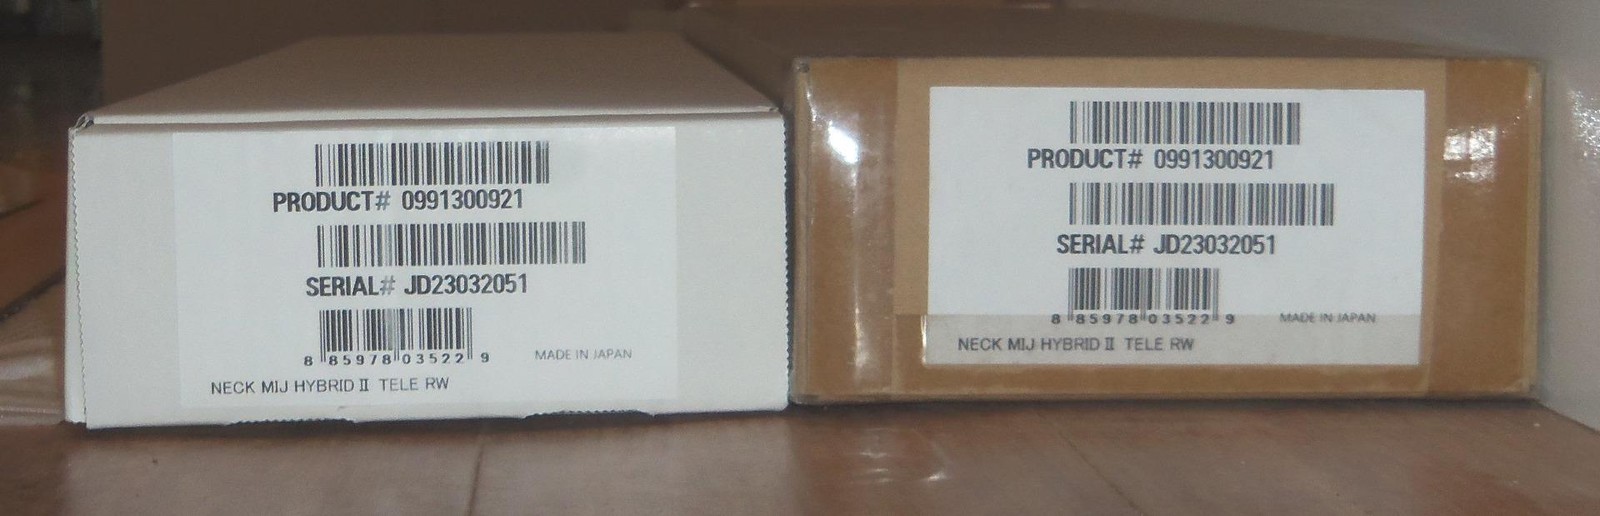 PRODUCT# 0991300921
SERIAL# JD23032051
8 85978 03522 9
MADE IN JAPAN
NECK MIJ HYBRID II TELE RW
PRODUCT# 0991300921
SERIAL# JD23032051
8 85978 03522 9
MADE IN JAPAN
NECK MIJ HYBRID II TELE RW